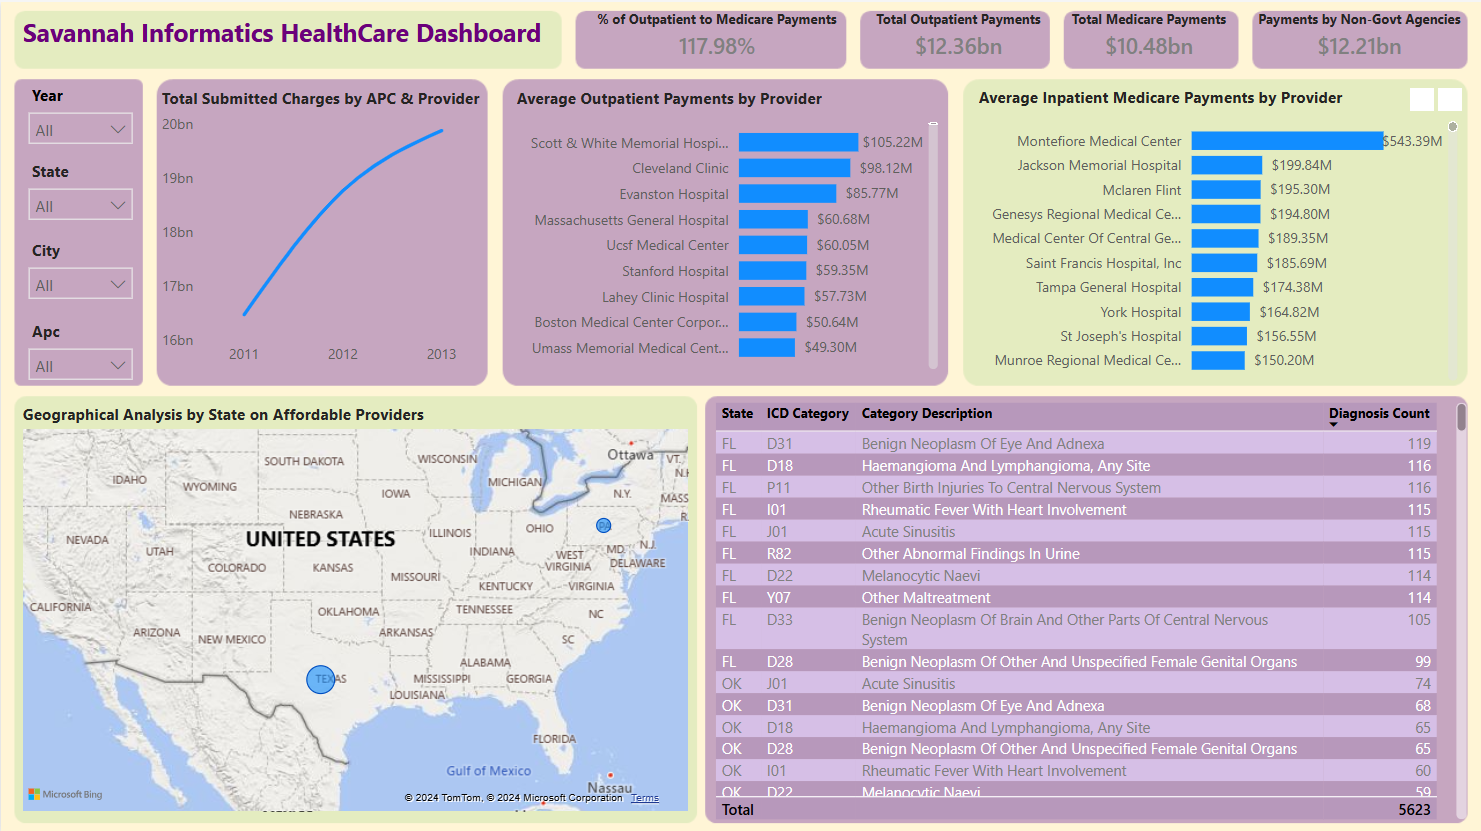 Savannah Informatics HealthCare Dashboard
% of Outpatient to Medicare Payments
117.98%
Total Outpatient Payments
$12.36bn
Total Medicare Payments
$10.48bn
Payments by Non-Govt Agencies
$12.21bn
Year
All
State
All
City
All
Apc
All
Total Submitted Charges by APC & Provider
20bn
19bn
18bn
17bn
16bn
2011 2012 2013
Average Outpatient Payments by Provider
Scott & White Memorial Hospi... $105.22M
Cleveland Clinic $98.12M
Evanston Hospital $85.77M
Massachusetts General Hospital $60.68M
Ucsf Medical Center $60.05M
Stanford Hospital $59.35M
Lahey Clinic Hospital $57.73M
Boston Medical Center Corpor... $50.64M
Umass Memorial Medical Cent... $49.30M
Average Inpatient Medicare Payments by Provider
Montefiore Medical Center $543.39M
Jackson Memorial Hospital $199.84M
Mclaren Flint $195.30M
Genesys Regional Medical Ce... $194.80M
Medical Center Of Central Ge... $189.35M
Saint Francis Hospital, Inc $185.69M
Tampa General Hospital $174.38M
York Hospital $164.82M
St Joseph's Hospital $156.55M
Munroe Regional Medical Ce... $150.20M
Geographical Analysis by State on Affordable Providers
Ottawa
VT.
WISCONSIN
SOUTH DAKOTA
IDAHO
WYOMING
MICHIGAN
N.Y.
MASS
IOWA
NEBRASKA
UNITED STATES
OHIO
PA
NEVADA
UTAH
ILLINOIS
INDIANA
N.J.
MD.
WEST
VIRGINIA
DELAWARE
COLORADO
KANSAS
MISSOURI
KENTUCKY
VIRGINIA
CALIFORNIA
OKLAHOMA
TENNESSEE
NC
ARIZONA
NEW MEXICO
ARKANSAS
SC
ALABAMA
TEXAS
MISSISSIPPI
GEORGIA
LOUISIANA
FLORIDA
Gulf of Mexico
Nassau
Microsoft Bing
© 2024 TomTom, © 2024 Microsoft Corporation Terms
State ICD Category Category Description Diagnosis Count
FL D31 Benign Neoplasm Of Eye And Adnexa 119
FL D18 Haemangioma And Lymphangioma, Any Site 116
FL P11 Other Birth Injuries To Central Nervous System 116
FL I01 Rheumatic Fever With Heart Involvement 115
FL J01 Acute Sinusitis 115
FL R82 Other Abnormal Findings In Urine 115
FL D22 Melanocytic Naevi 114
FL Y07 Other Maltreatment 114
FL D33 Benign Neoplasm Of Brain And Other Parts Of Central Nervous 105
System
FL D28 Benign Neoplasm Of Other And Unspecified Female Genital Organs 99
OK J01 Acute Sinusitis 74
OK D31 Benign Neoplasm Of Eye And Adnexa 68
OK D18 Haemangioma And Lymphangioma, Any Site 65
OK D28 Benign Neoplasm Of Other And Unspecified Female Genital Organs 65
OK I01 Rheumatic Fever With Heart Involvement 60
OK D22 Melanocytic Naevi 59
Total 5623